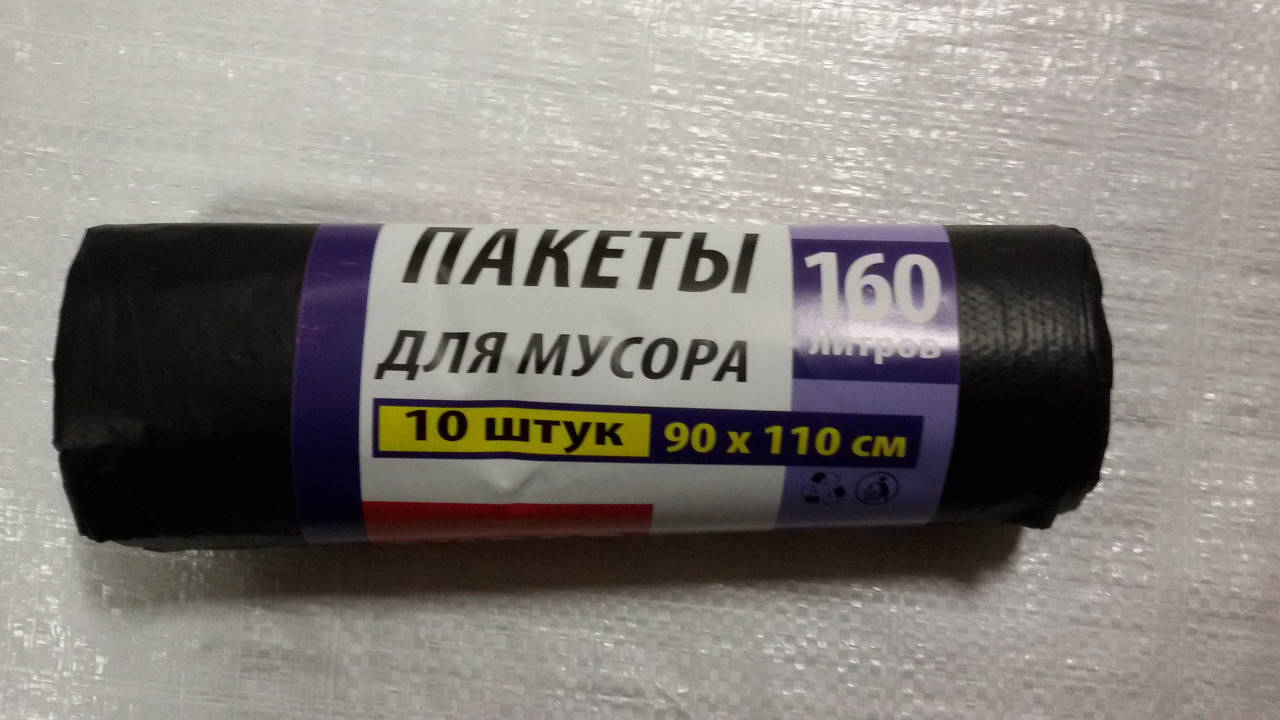 ПАКЕТЫ
ДЛЯ МУСОРА
160
литров
10 штук 90 x 110 см